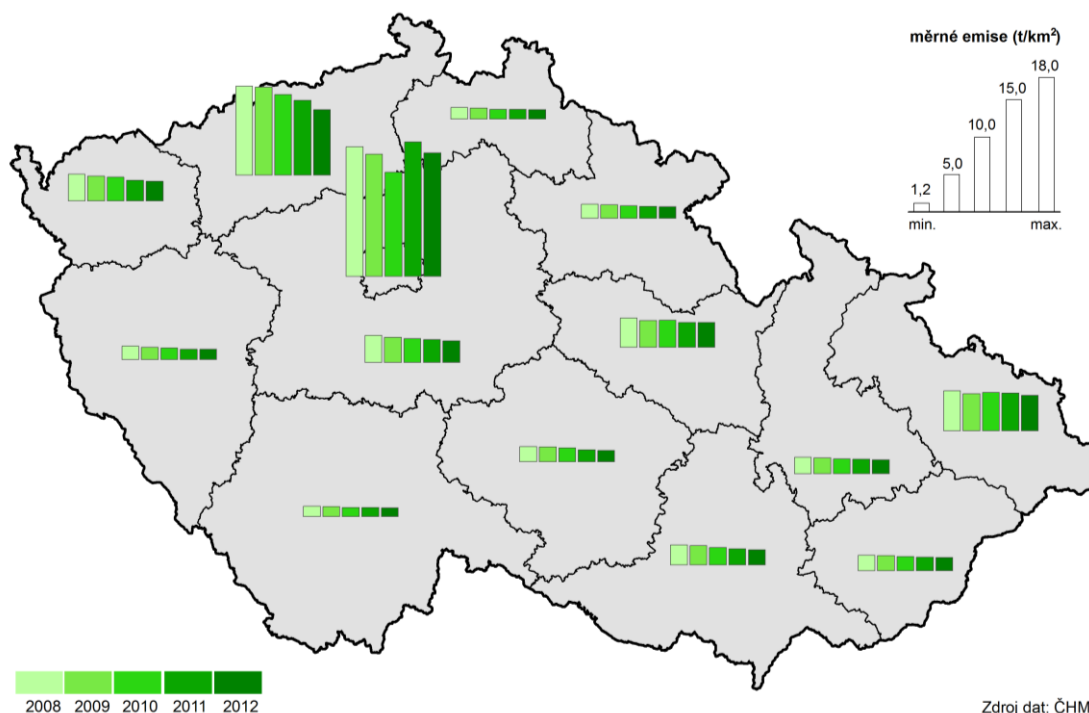 měrné emise (t/km²)
18,0
15,0
10,0
5,0
1,2
min. max.
2008 2009 2010 2011 2012
Zdroj dat: ČHM